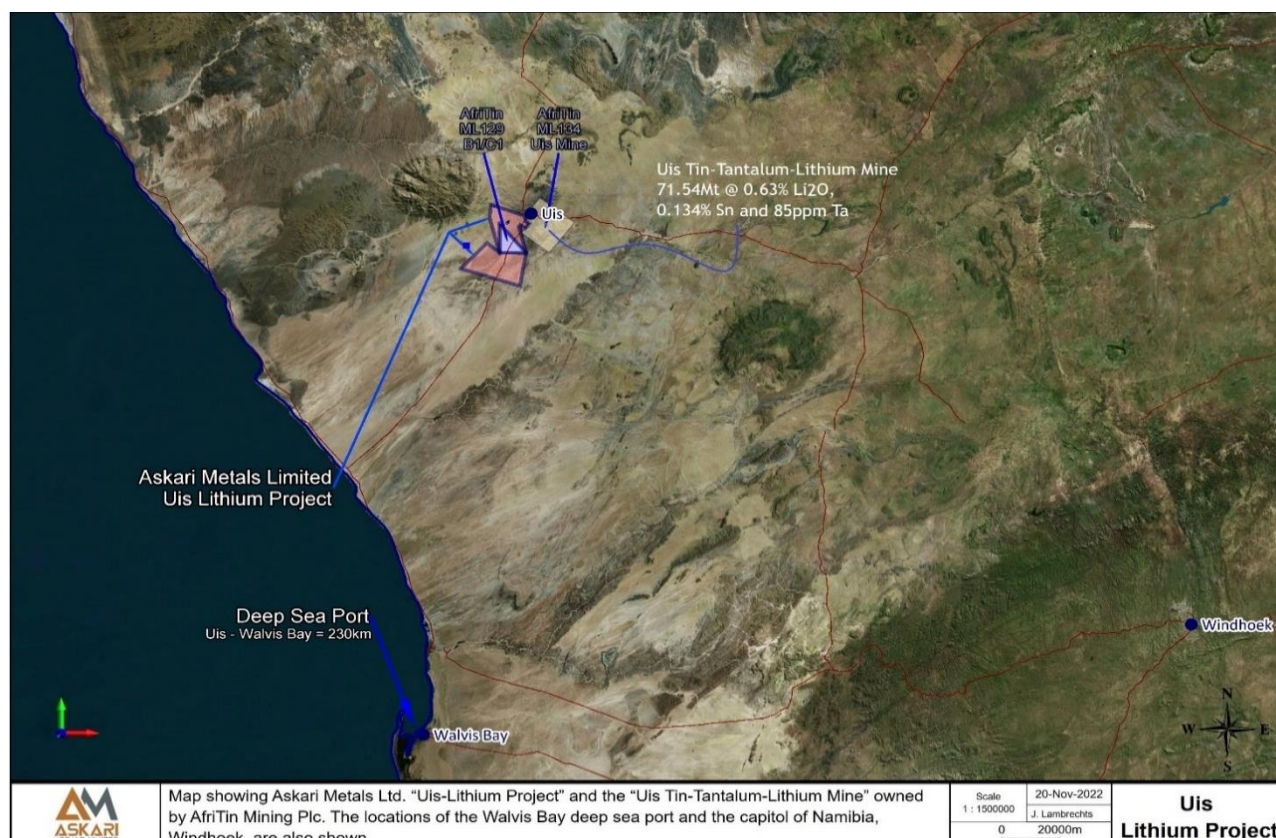 AfriTin
ML129
B1/C1
AfriTin
ML134
Uis Mine
Uis Tin-Tantalum-Lithium Mine
71.54Mt @ 0.63% Li2O,
0.134% Sn and 85ppm Ta
Uis
Askari Metals Limited
Uis Lithium Project
Deep Sea Port
Uis - Walvis Bay = 230km
Windhoek
Walvis Bay
N
W
E
S
AM
ASKARI
Map showing Askari Metals Ltd. “Uis-Lithium Project” and the “Uis Tin-Tantalum-Lithium Mine” owned
by AfriTin Mining Plc. The locations of the Walvis Bay deep sea port and the capitol of Namibia,
Windhoek, are also shown
Scale
1 : 1500000
0
20-Nov-2022
J. Lambrechts
20000m
Uis
Lithium Project